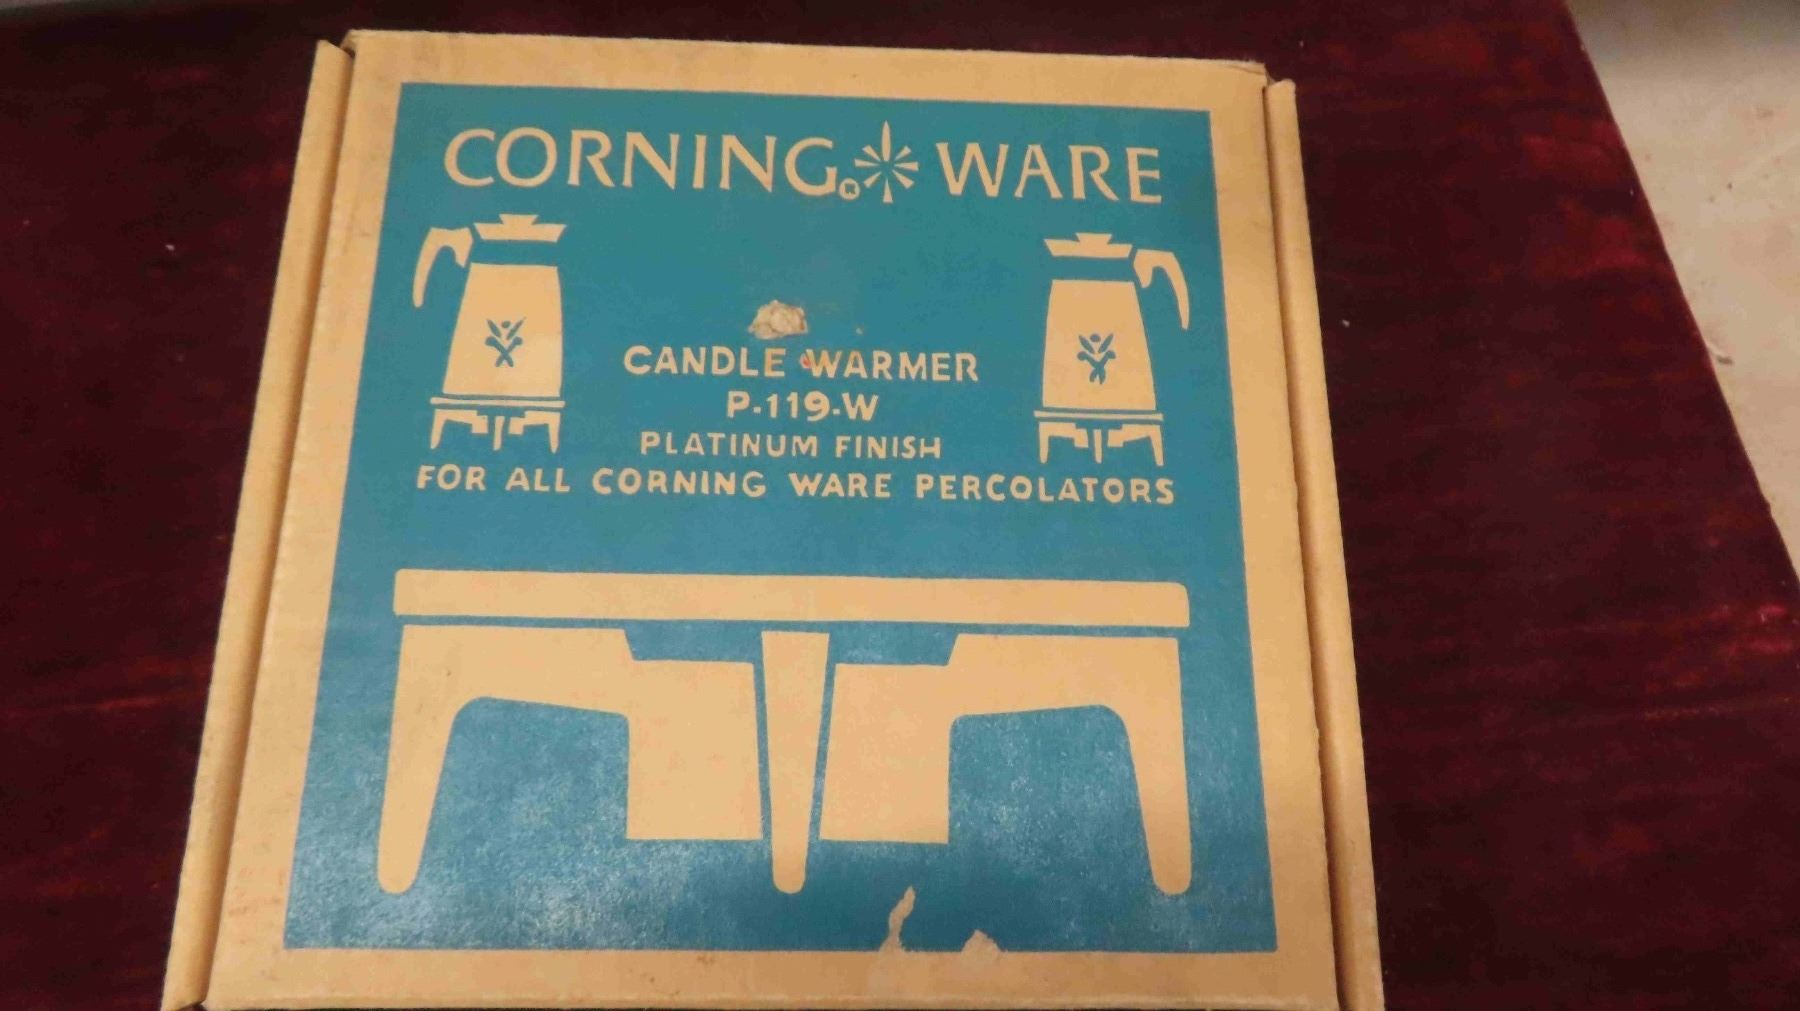 CORNING® WARE
CANDLE WARMER
P-119-W
PLATINUM FINISH
FOR ALL CORNING WARE PERCOLATORS